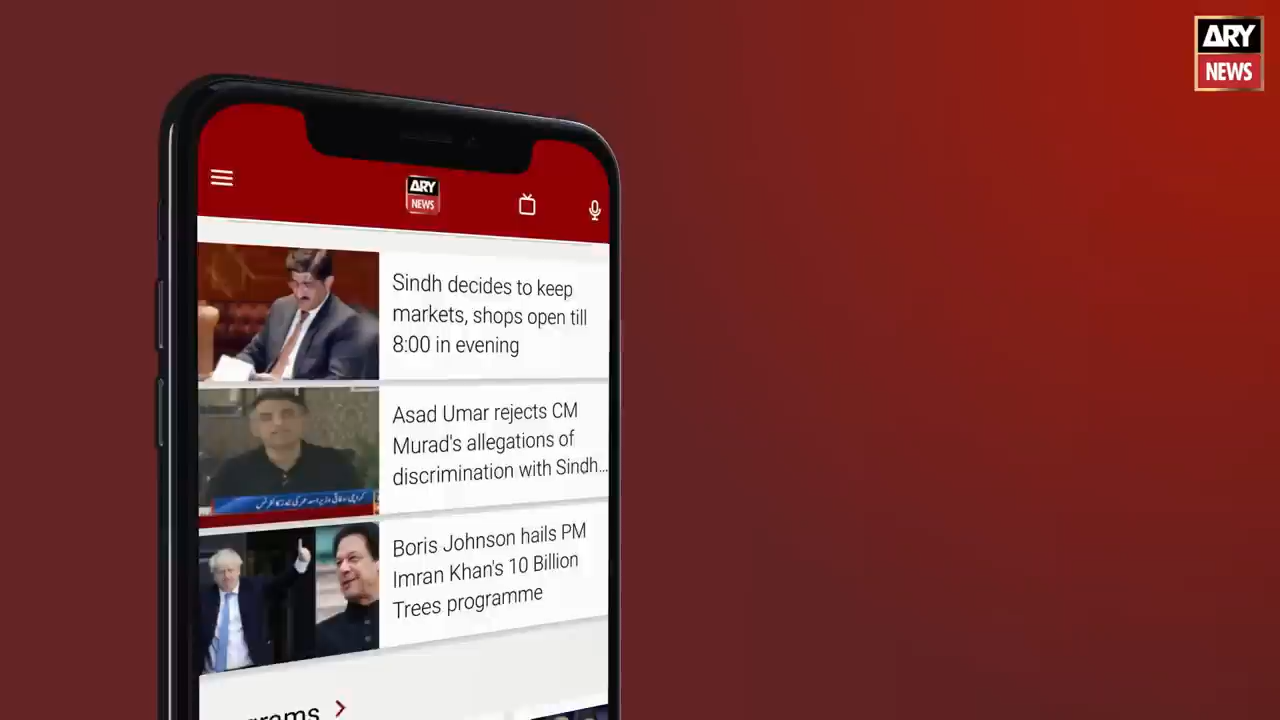 ARY
NEWS
ARY
NEWS
Sindh decides to keep
markets, shops open till
8:00 in evening
Asad Umar rejects CM
Murad's allegations of
discrimination with Sindh...
Boris Johnson hails PM
Imran Khan's 10 Billion
Trees programme